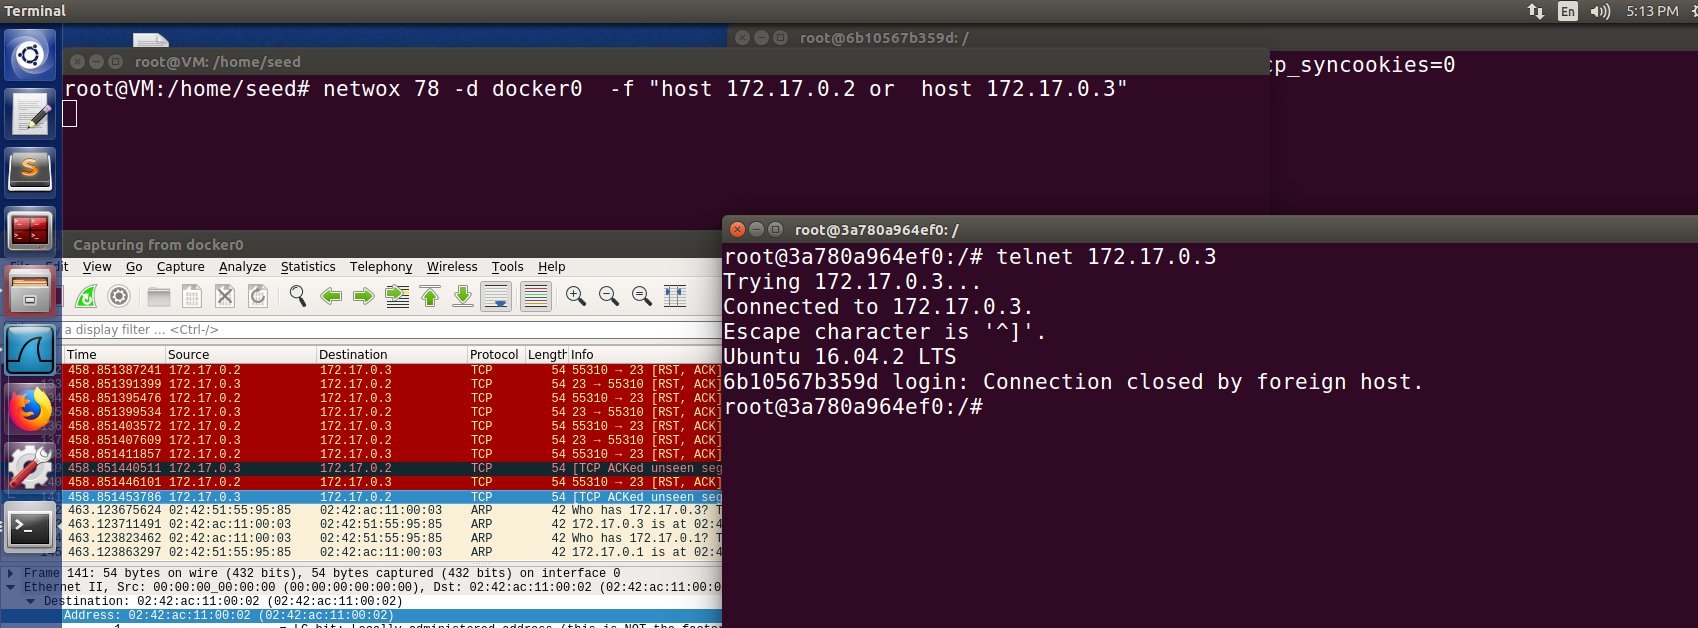 Terminal
En
5:13 PM
root@6b10567b359d: /
root@VM: /home/seed
cp_syncookies=0
root@VM:/home/seed# netwox 78 -d docker0  -f "host 172.17.0.2 or  host 172.17.0.3"
Capturing from docker0
View Go Capture Analyze Statistics Telephony Wireless Tools Help
a display filter ... <Ctrl-/>
Time Source Destination Protocol Length Info
458.851387241 172.17.0.2 172.17.0.3 TCP 54 55310 → 23 [RST, ACK]
458.851391399 172.17.0.3 172.17.0.2 TCP 54 23 → 55310 [RST, ACK]
458.851395476 172.17.0.2 172.17.0.3 TCP 54 55310 → 23 [RST, ACK]
458.851399534 172.17.0.3 172.17.0.2 TCP 54 23 → 55310 [RST, ACK]
458.851403572 172.17.0.2 172.17.0.3 TCP 54 55310 → 23 [RST, ACK]
458.851407609 172.17.0.3 172.17.0.2 TCP 54 23 → 55310 [RST, ACK]
458.851411857 172.17.0.2 172.17.0.3 TCP 54 55310 → 23 [RST, ACK]
458.851440511 172.17.0.3 172.17.0.2 TCP 54 [TCP ACKed unseen seg
458.851446101 172.17.0.2 172.17.0.3 TCP 54 55310 → 23 [RST, ACK]
458.851453786 172.17.0.3 172.17.0.2 TCP 54 [TCP ACKed unseen seg
463.123675624 02:42:51:55:95:85 02:42:ac:11:00:03 ARP 42 Who has 172.17.0.3? T
463.123711491 02:42:ac:11:00:03 02:42:51:55:95:85 ARP 42 172.17.0.3 is at 02:4
463.123823462 02:42:ac:11:00:03 02:42:51:55:95:85 ARP 42 Who has 172.17.0.1? T
463.123863297 02:42:51:55:95:85 02:42:ac:11:00:03 ARP 42 172.17.0.1 is at 02:4
Frame 141: 54 bytes on wire (432 bits), 54 bytes captured (432 bits) on interface 0
Ethernet II, Src: 00:00:00_00:00:00 (00:00:00:00:00:00), Dst: 02:42:ac:11:00:02 (02:42:ac:11:00:0
Destination: 02:42:ac:11:00:02 (02:42:ac:11:00:02)
Address: 02:42:ac:11:00:02 (02:42:ac:11:00:02)
root@3a780a964ef0: /
root@3a780a964ef0:/# telnet 172.17.0.3
Trying 172.17.0.3...
Connected to 172.17.0.3.
Escape character is '^]'.
Ubuntu 16.04.2 LTS
6b10567b359d login: Connection closed by foreign host.
root@3a780a964ef0:/#